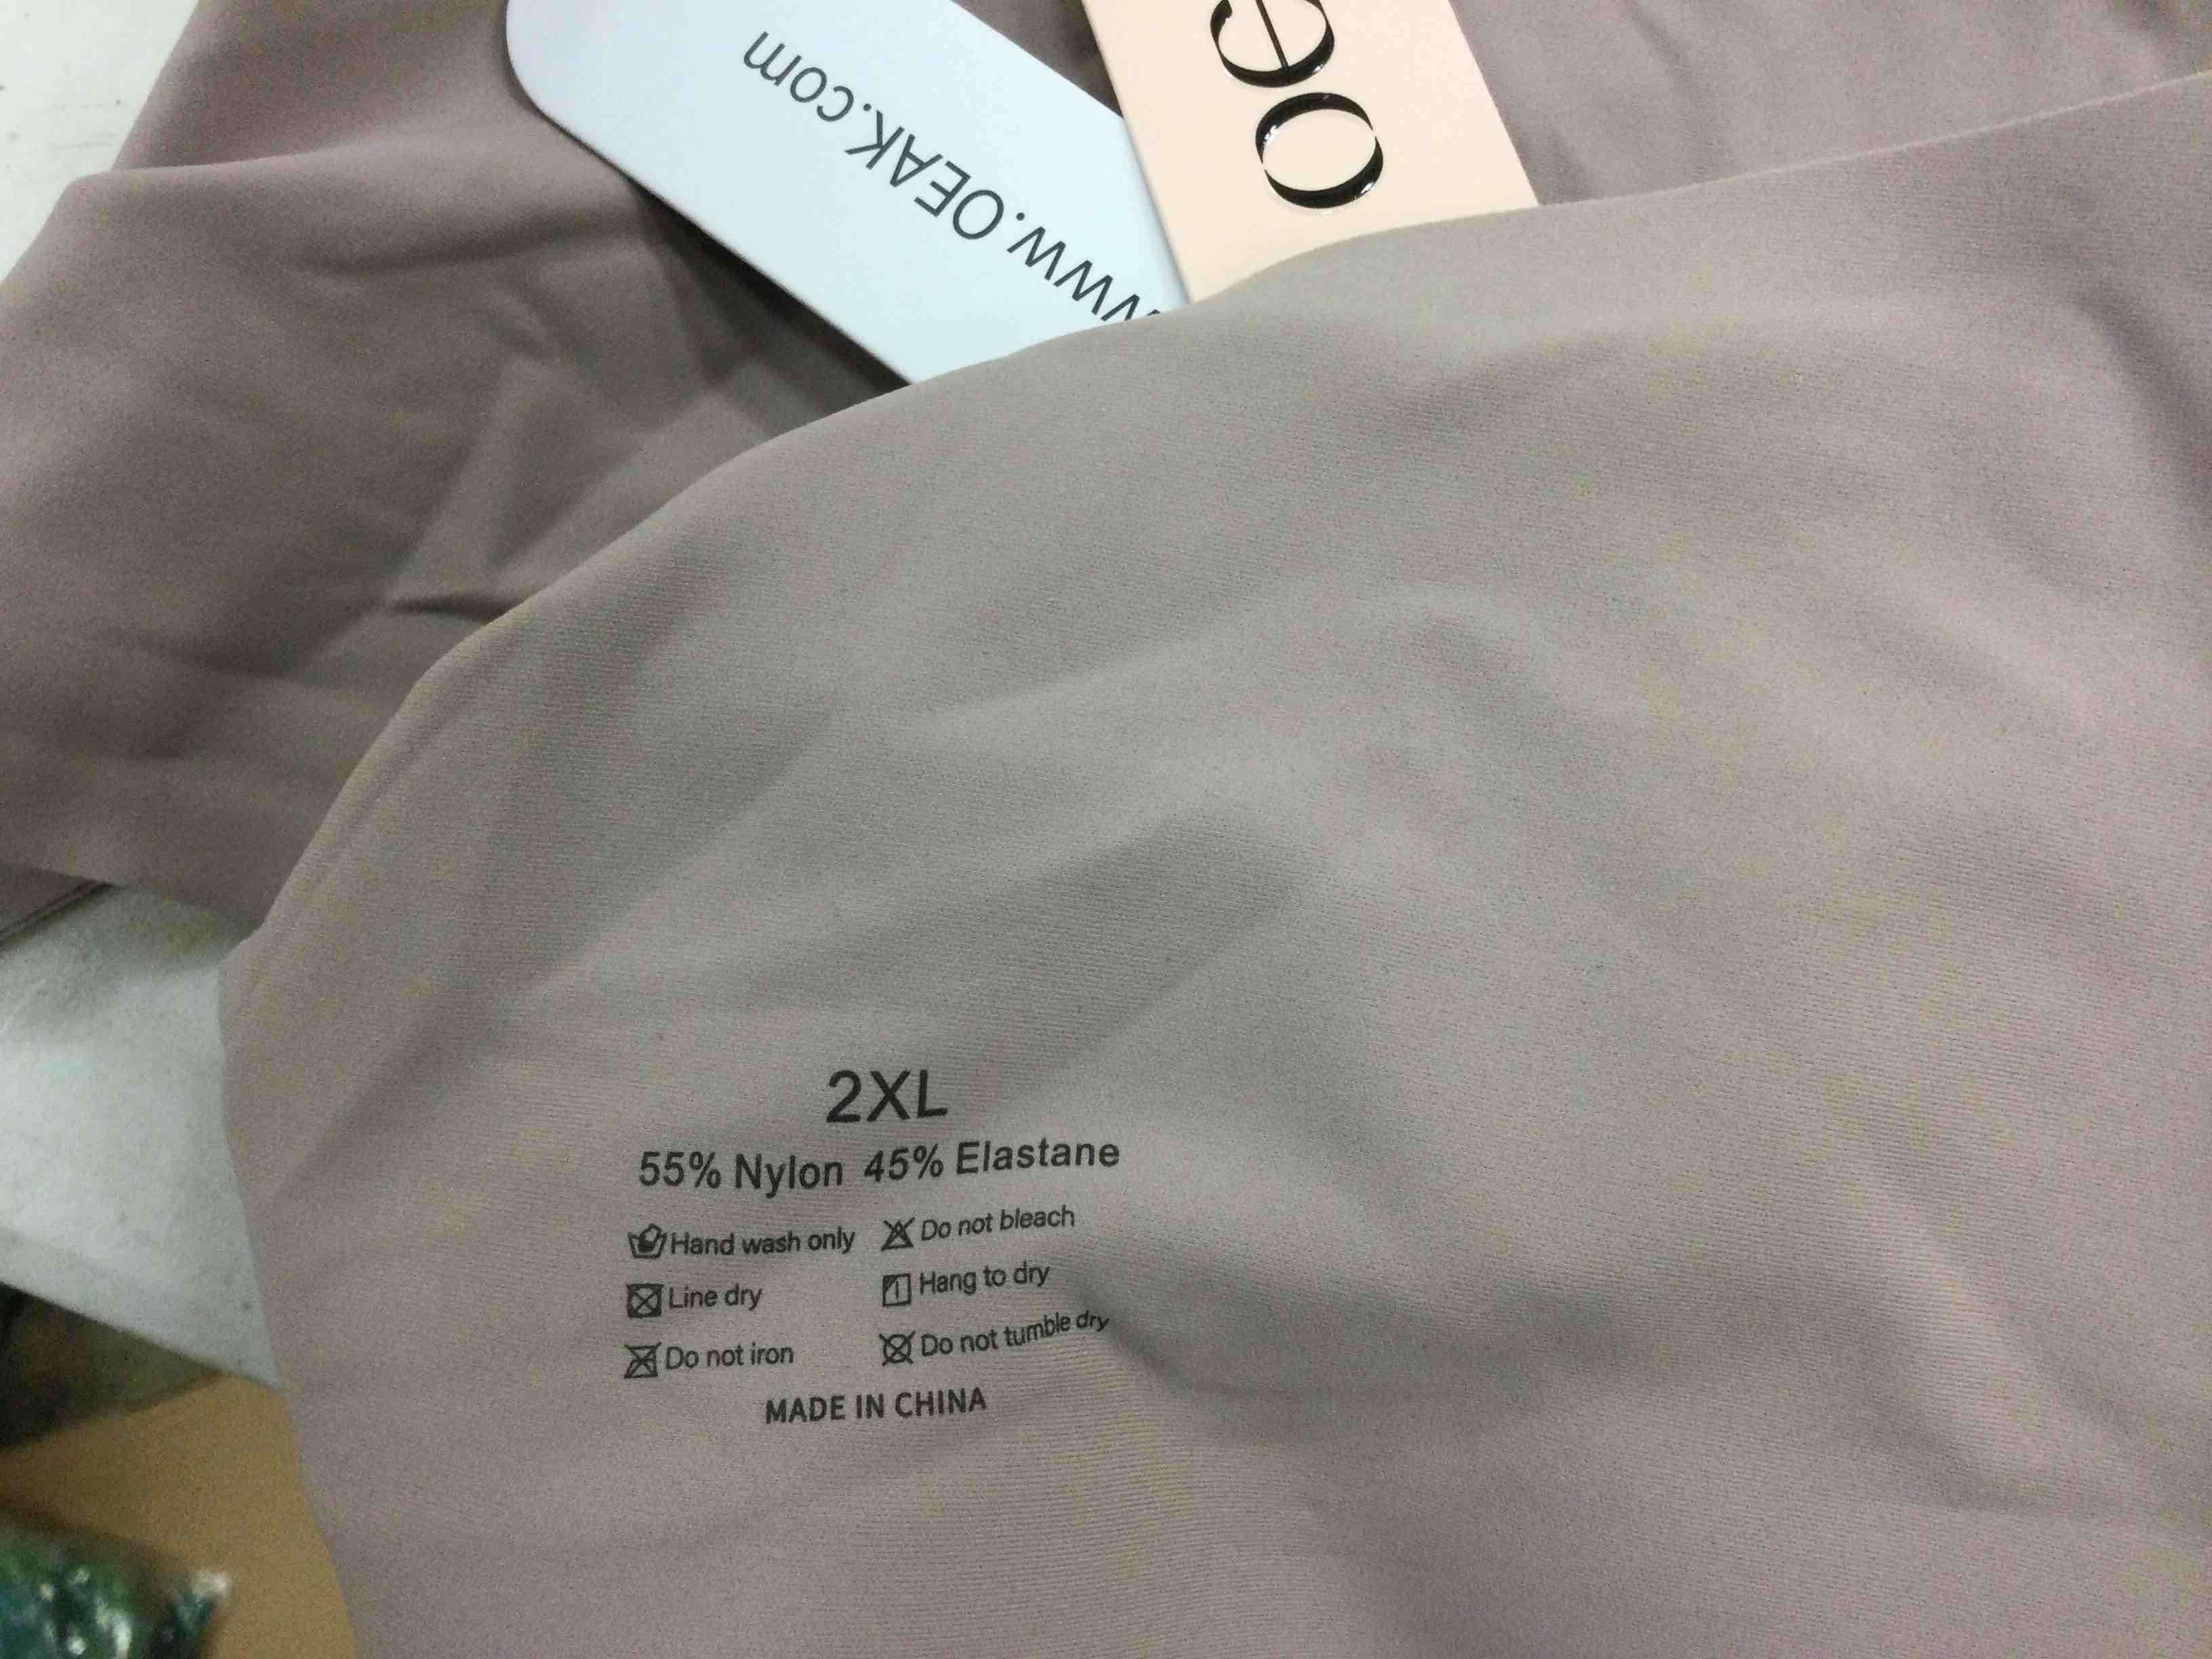 www.OEAK.com
oe
2XL
55% Nylon 45% Elastane
Hand wash only Do not bleach
Line dry Hang to dry
Do not iron Do not tumble dry
MADE IN CHINA